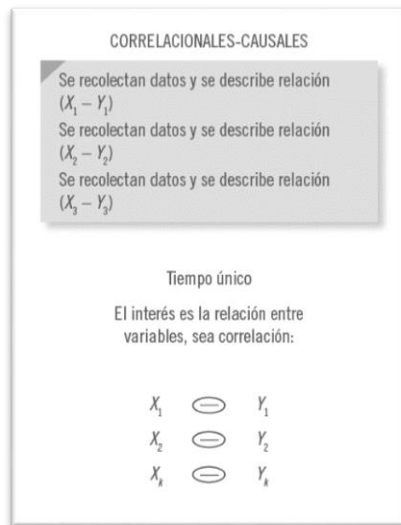 CORRELACIONALES-CAUSALES
Se recolectan datos y se describe relación
(X₁ – Y₁)
Se recolectan datos y se describe relación
(X₂ – Y₂)
Se recolectan datos y se describe relación
(X₃ – Y₃)
Tiempo único
El interés es la relación entre
variables, sea correlación:
X₁ — Y₁
X₂ — Y₂
Xₖ — Yₖ